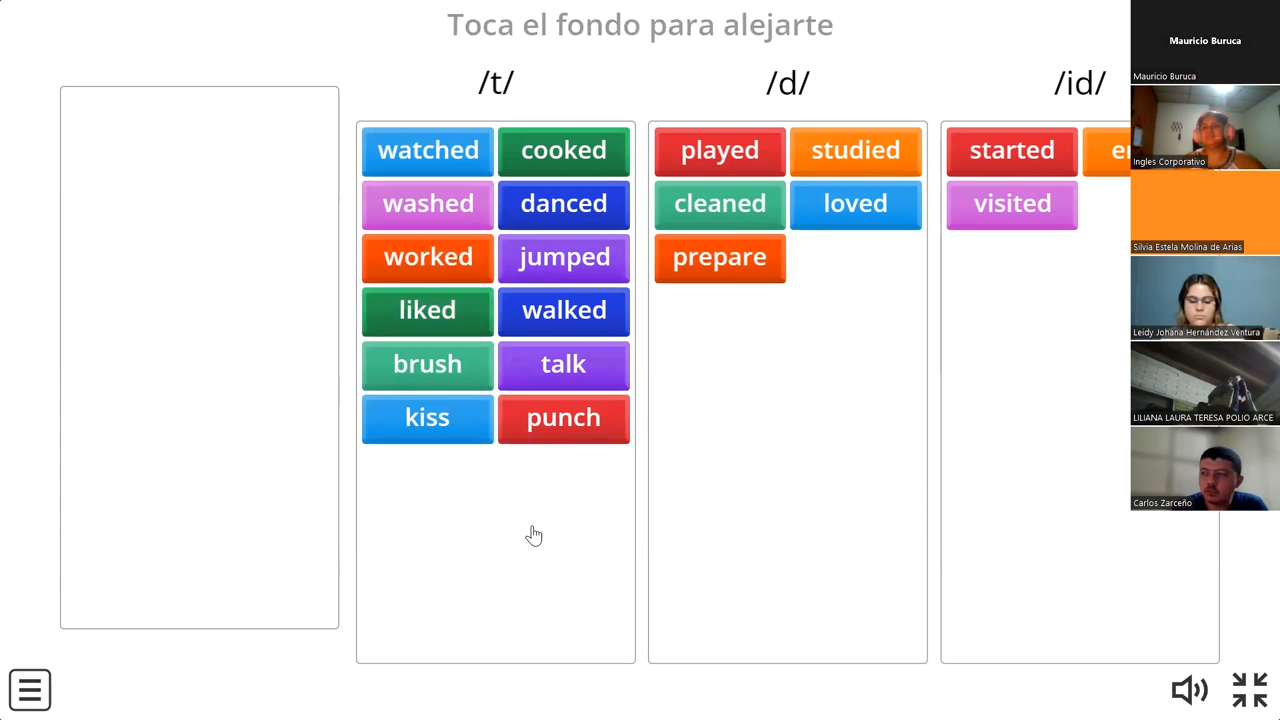 Toca el fondo para alejarte
/t/ /d/ /id/
watched cooked played studied started
washed danced cleaned loved visited
worked jumped prepare
liked walked
brush talk
kiss punch
Mauricio Buruca
Mauricio Buruca
Ingles Corporativo
Silvia Estela Molina de Arias
Leidy Johana Hernández Ventura
LILIANA LAURA TERESA POLIO ARCE
Carlos Zarceño